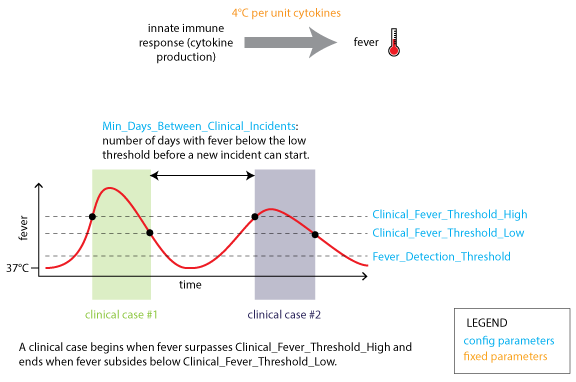 4°C per unit cytokines
innate immune
response (cytokine
production)
fever
Min_Days_Between_Clinical_Incidents:
number of days with fever below the low
threshold before a new incident can start.
fever
Clinical_Fever_Threshold_High
Clinical_Fever_Threshold_Low
Fever_Detection_Threshold
37°C
time
clinical case #1
clinical case #2
LEGEND
config parameters
fixed parameters
A clinical case begins when fever surpasses Clinical_Fever_Threshold_High and
ends when fever subsides below Clinical_Fever_Threshold_Low.